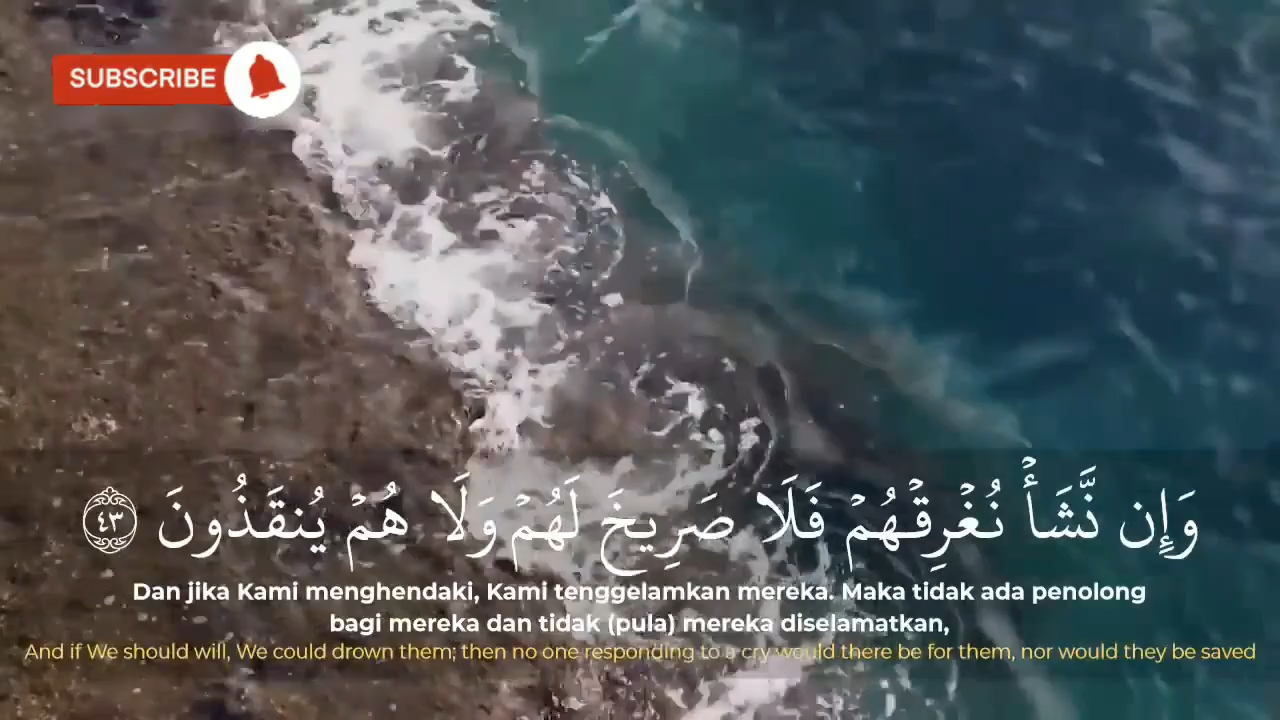 SUBSCRIBE
وَإِن نَّشَأْ نُغْرِقْهُمْ فَلَا صَرِيخَ لَهُمْ وَلَا هُمْ يُنقَذُونَ ٤٣
Dan jika Kami menghendaki, Kami tenggelamkan mereka. Maka tidak ada penolong
bagi mereka dan tidak (pula) mereka diselamatkan,
And if We should will, We could drown them; then no one responding to a cry would there be for them, nor would they be saved